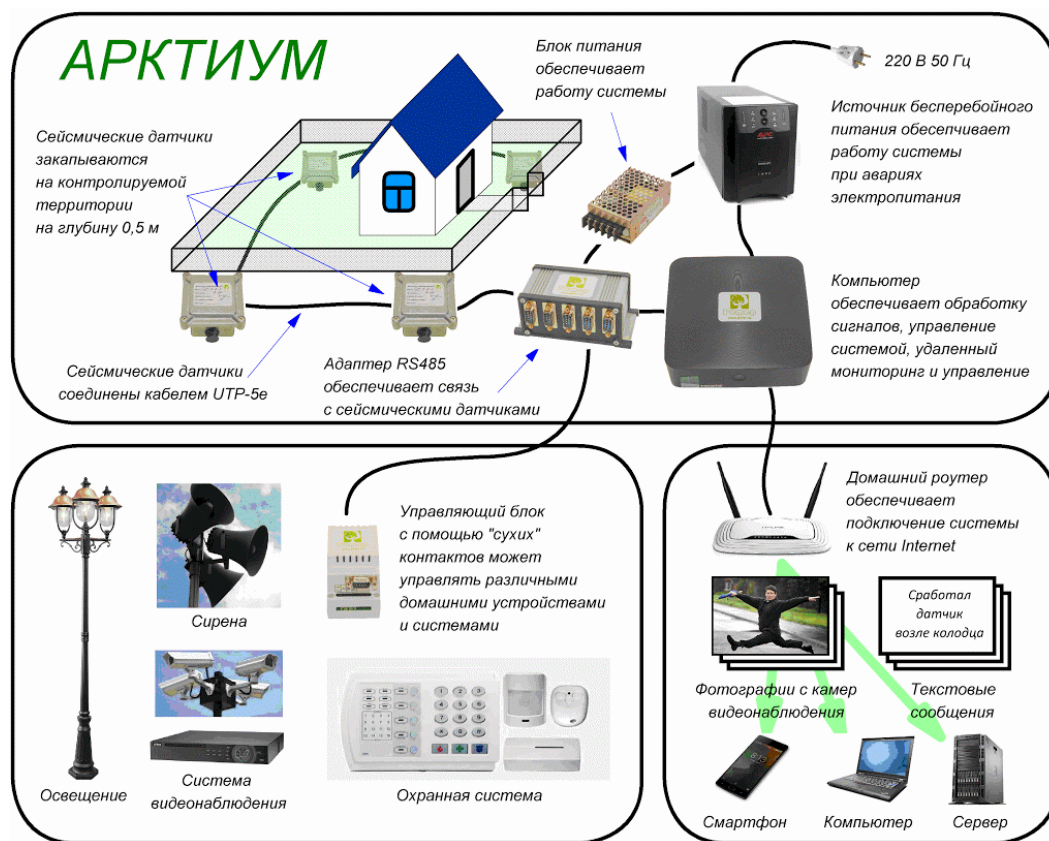 АРКТИУМ
Сейсмические датчики
закапываются
на контролируемой
территории
на глубину 0,5 м
Блок питания
обеспечивает
работу системы
220 В 50 Гц
Источник бесперебойного
питания обесепчивает
работу системы
при авариях
электропитания
APC
Компьютер
обеспечивает обработку
сигналов, управление
системой, удаленный
мониторинг и управление
Сейсмические датчики
соединены кабелем UTP-5e
Адаптер RS485
обеспечивает связь
с сейсмическими датчиками
Освещение
Сирена
Система
видеонаблюдения
Управляющий блок
с помощью "сухих"
контактов может
управлять различными
домашними устройствами
и системами
Охранная система
Домашний роутер
обеспечивает
подключение системы
к сети Internet
Сработал
датчик
возле колодца
Фотографии с камер
видеонаблюдения
Текстовые
сообщения
Смартфон
Компьютер
Сервер